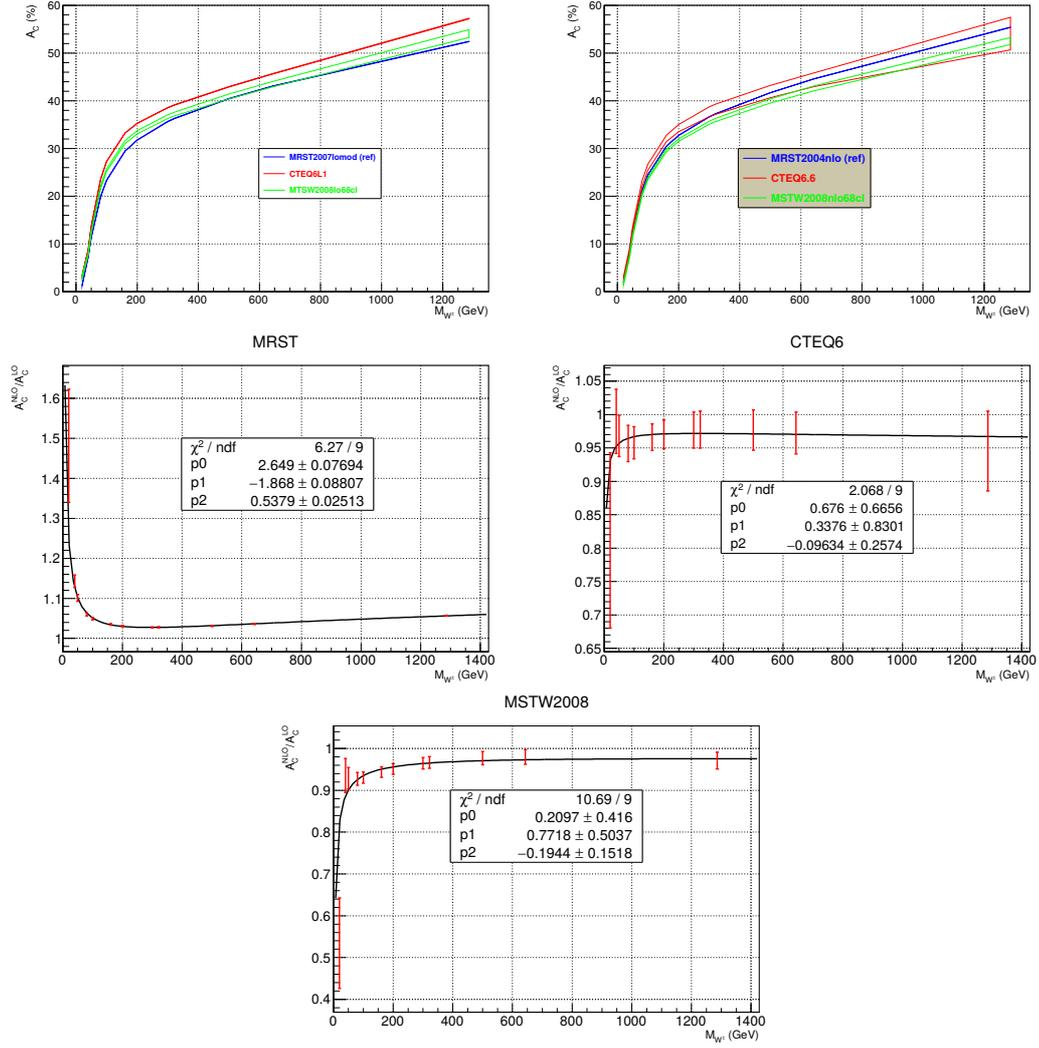 A_C (%)
60
50
40
30
20
10
0
MRST2007lomod (ref)
CTEQ6L1
MTSW2008lo68cl
0 200 400 600 800 1000 1200
M_W± (GeV)
A_C (%)
60
50
40
30
20
10
0
MRST2004nlo (ref)
CTEQ6.6
MSTW2008nlo68cl
0 200 400 600 800 1000 1200
M_W± (GeV)
MRST
A_C^NLO/A_C^LO
1.6
1.5
1.4
1.3
1.2
1.1
1
χ² / ndf 6.27 / 9
p0 2.649 ± 0.07694
p1 −1.868 ± 0.08807
p2 0.5379 ± 0.02513
0 200 400 600 800 1000 1200 1400
M_W± (GeV)
CTEQ6
A_C^NLO/A_C^LO
1.05
1
0.95
0.9
0.85
0.8
0.75
0.7
0.65
χ² / ndf 2.068 / 9
p0 0.676 ± 0.6656
p1 0.3376 ± 0.8301
p2 −0.09634 ± 0.2574
0 200 400 600 800 1000 1200 1400
M_W± (GeV)
MSTW2008
A_C^NLO/A_C^LO
1
0.9
0.8
0.7
0.6
0.5
0.4
χ² / ndf 10.69 / 9
p0 0.2097 ± 0.416
p1 0.7718 ± 0.5037
p2 −0.1944 ± 0.1518
0 200 400 600 800 1000 1200 1400
M_W± (GeV)